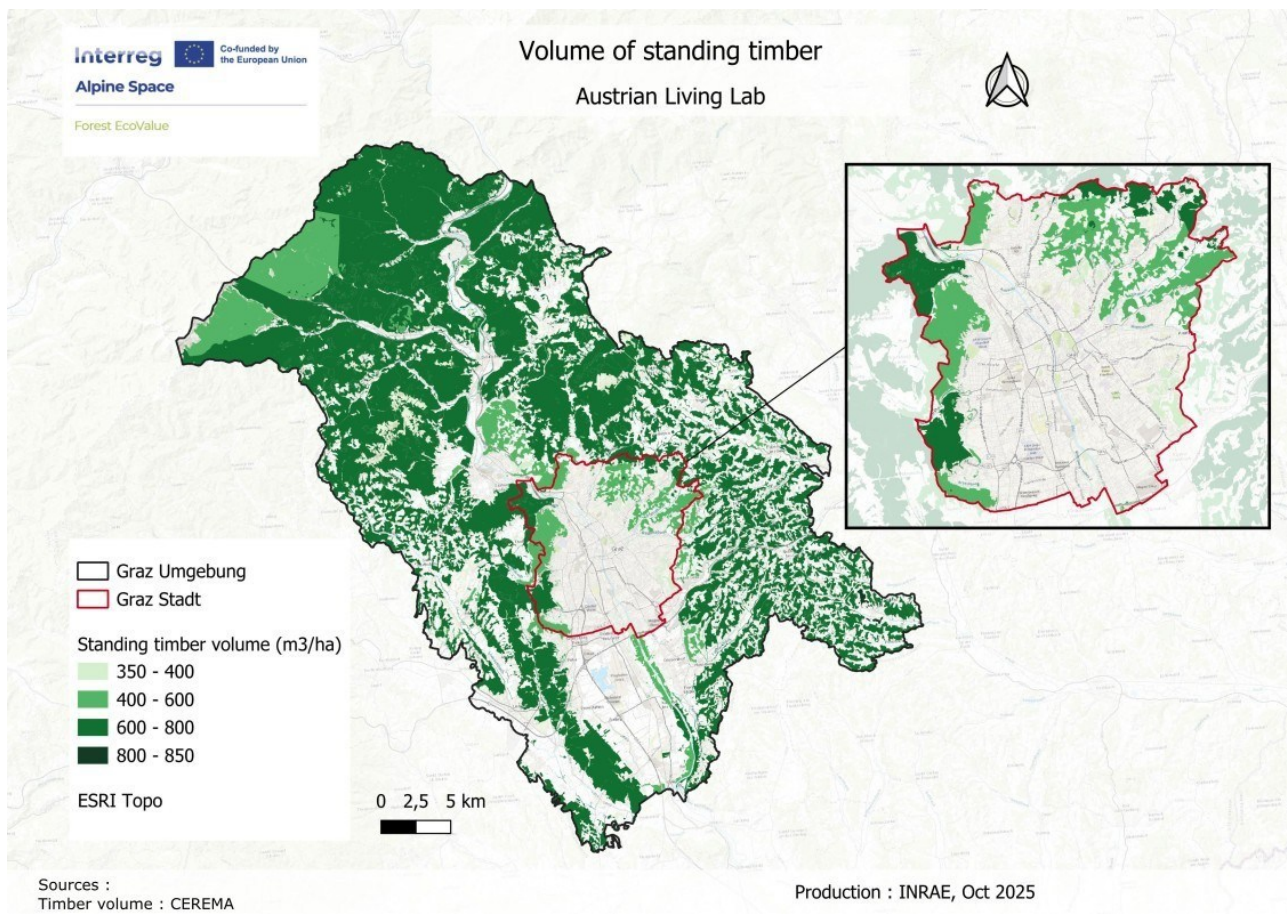 Interreg
Co-funded by
the European Union
Alpine Space
Forest EcoValue
Volume of standing timber
Austrian Living Lab
GRAZ
Graz Umgebung
Graz Stadt
Standing timber volume (m3/ha)
350 - 400
400 - 600
600 - 800
800 - 850
ESRI Topo
0 2,5 5 km
Sources :
Timber volume : CEREMA
Production : INRAE, Oct 2025